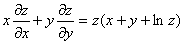 x ∂z/∂x + y ∂z/∂y = z(x + y + ln z)